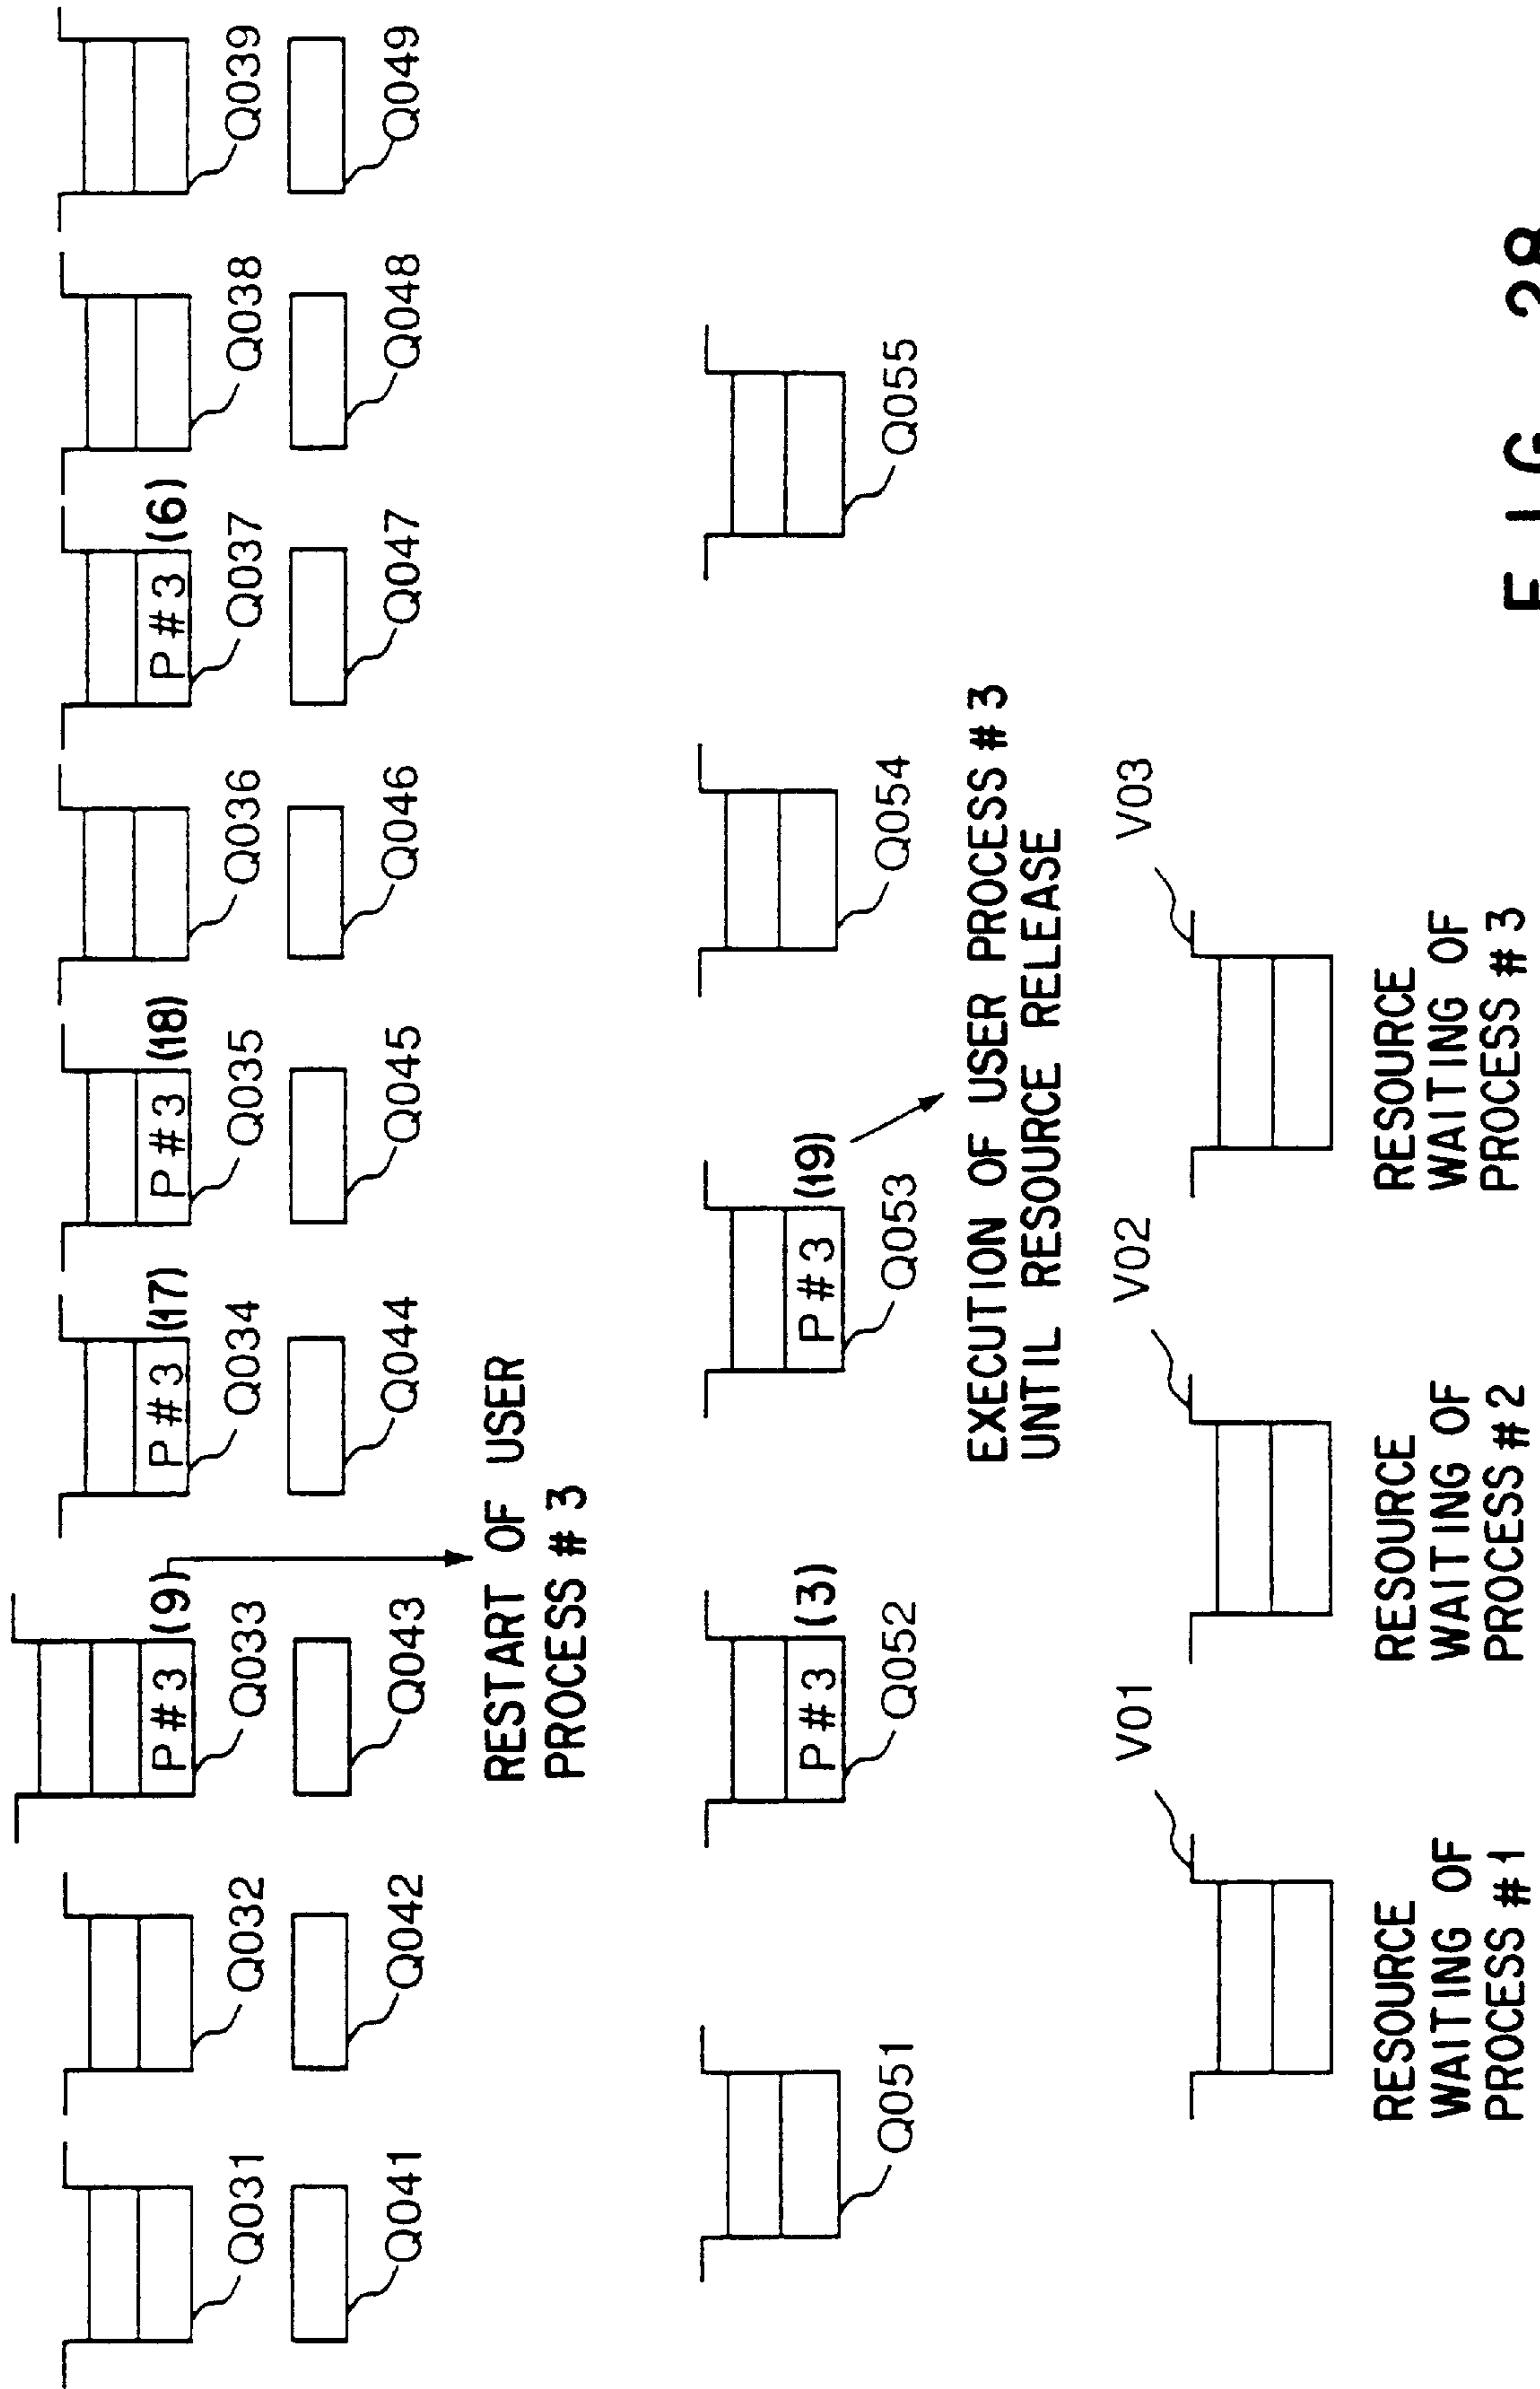 P#3 (9) P#3 (17) P#3 (18) P#3 (6)
Q031 Q032 Q033 Q034 Q035 Q036 Q037 Q038 Q039
Q041 Q042 Q043 Q044 Q045 Q046 Q047 Q048 Q049
RESTART OF USER
PROCESS #3
P#3 (3) P#3 (19)
Q051 Q052 Q053 Q054 Q055
EXECUTION OF USER PROCESS #3
UNTIL RESOURCE RELEASE
V01 V02 V03
RESOURCE
WAITING OF
PROCESS #1
RESOURCE
WAITING OF
PROCESS #2
RESOURCE
WAITING OF
PROCESS #3
FIG. 28